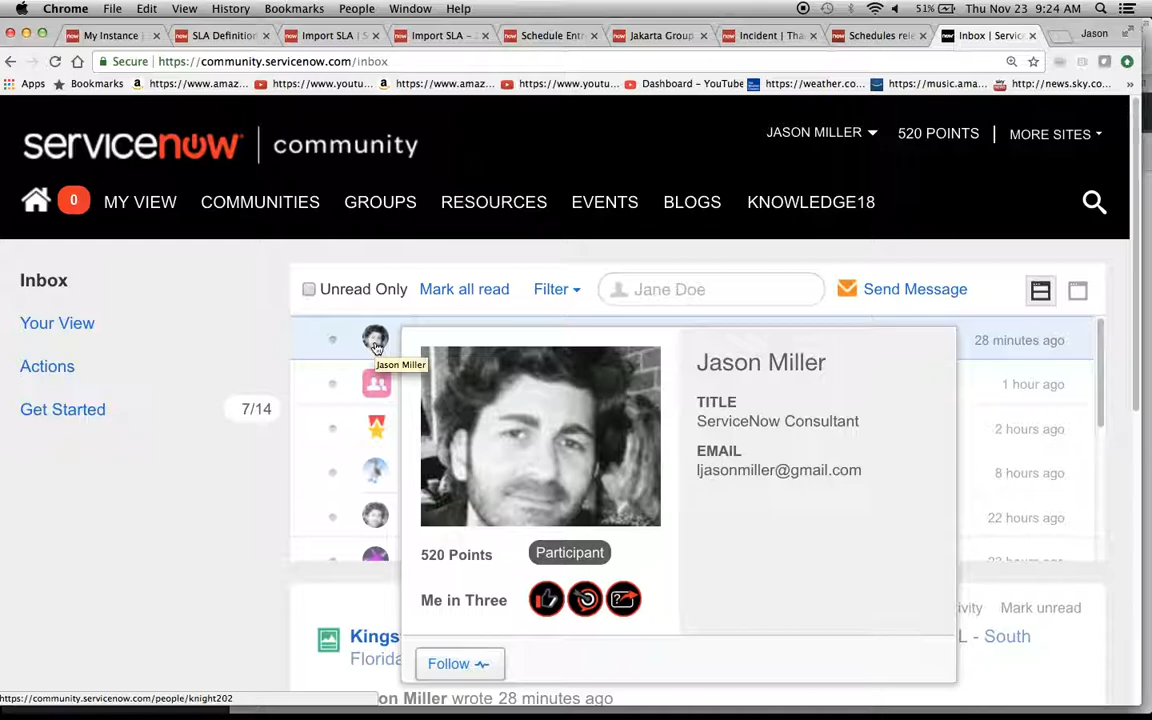 Chrome File Edit View History Bookmarks People Window Help 51% Thu Nov 23 9:24 AM
My Instance SLA Definition Import SLA | S Import SLA - Schedule Entr Jakarta Group Incident | Tha Schedules rele Inbox | Servic Jason
Secure https://community.servicenow.com/inbox
Apps Bookmarks https://www.amaz... https://www.youtu... https://www.amaz... https://www.youtu... Dashboard - YouTube https://weather.co... https://music.ama... http://news.sky.co... »
servicenow | community
JASON MILLER 520 POINTS | MORE SITES
0 MY VIEW COMMUNITIES GROUPS RESOURCES EVENTS BLOGS KNOWLEDGE18
Inbox
Your View
Actions
Get Started 7/14
Unread Only Mark all read Filter Jane Doe Send Message
28 minutes ago
1 hour ago
2 hours ago
8 hours ago
22 hours ago
Jason Miller
Jason Miller
TITLE
ServiceNow Consultant
EMAIL
ljasonmiller@gmail.com
520 Points Participant
Me in Three
Follow
Mark unread
Kings L - South
Florida
on Miller wrote 28 minutes ago
https://community.servicenow.com/people/knight202